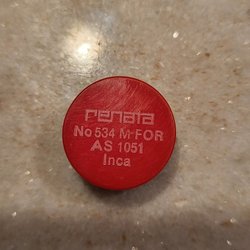 renata
No 534 M-FOR
AS 1051
Inca